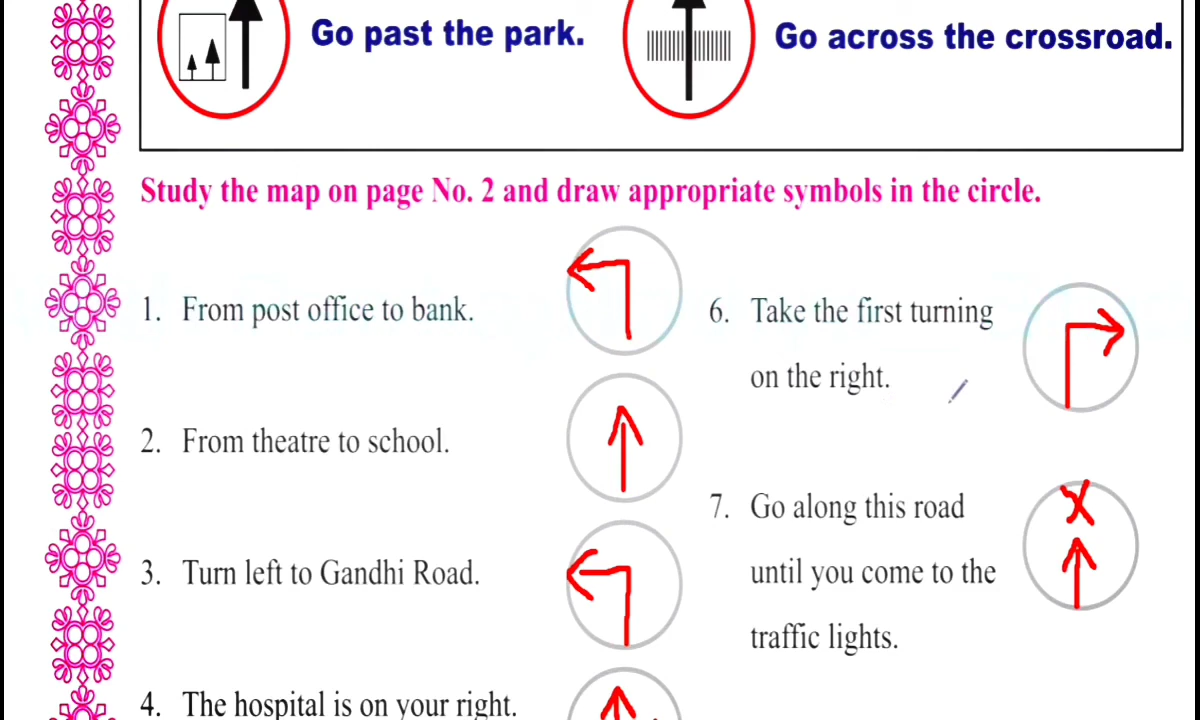 Go past the park.
Go across the crossroad.
Study the map on page No. 2 and draw appropriate symbols in the circle.
1. From post office to bank.
2. From theatre to school.
3. Turn left to Gandhi Road.
4. The hospital is on your right.
6. Take the first turning
on the right.
7. Go along this road
until you come to the
traffic lights.